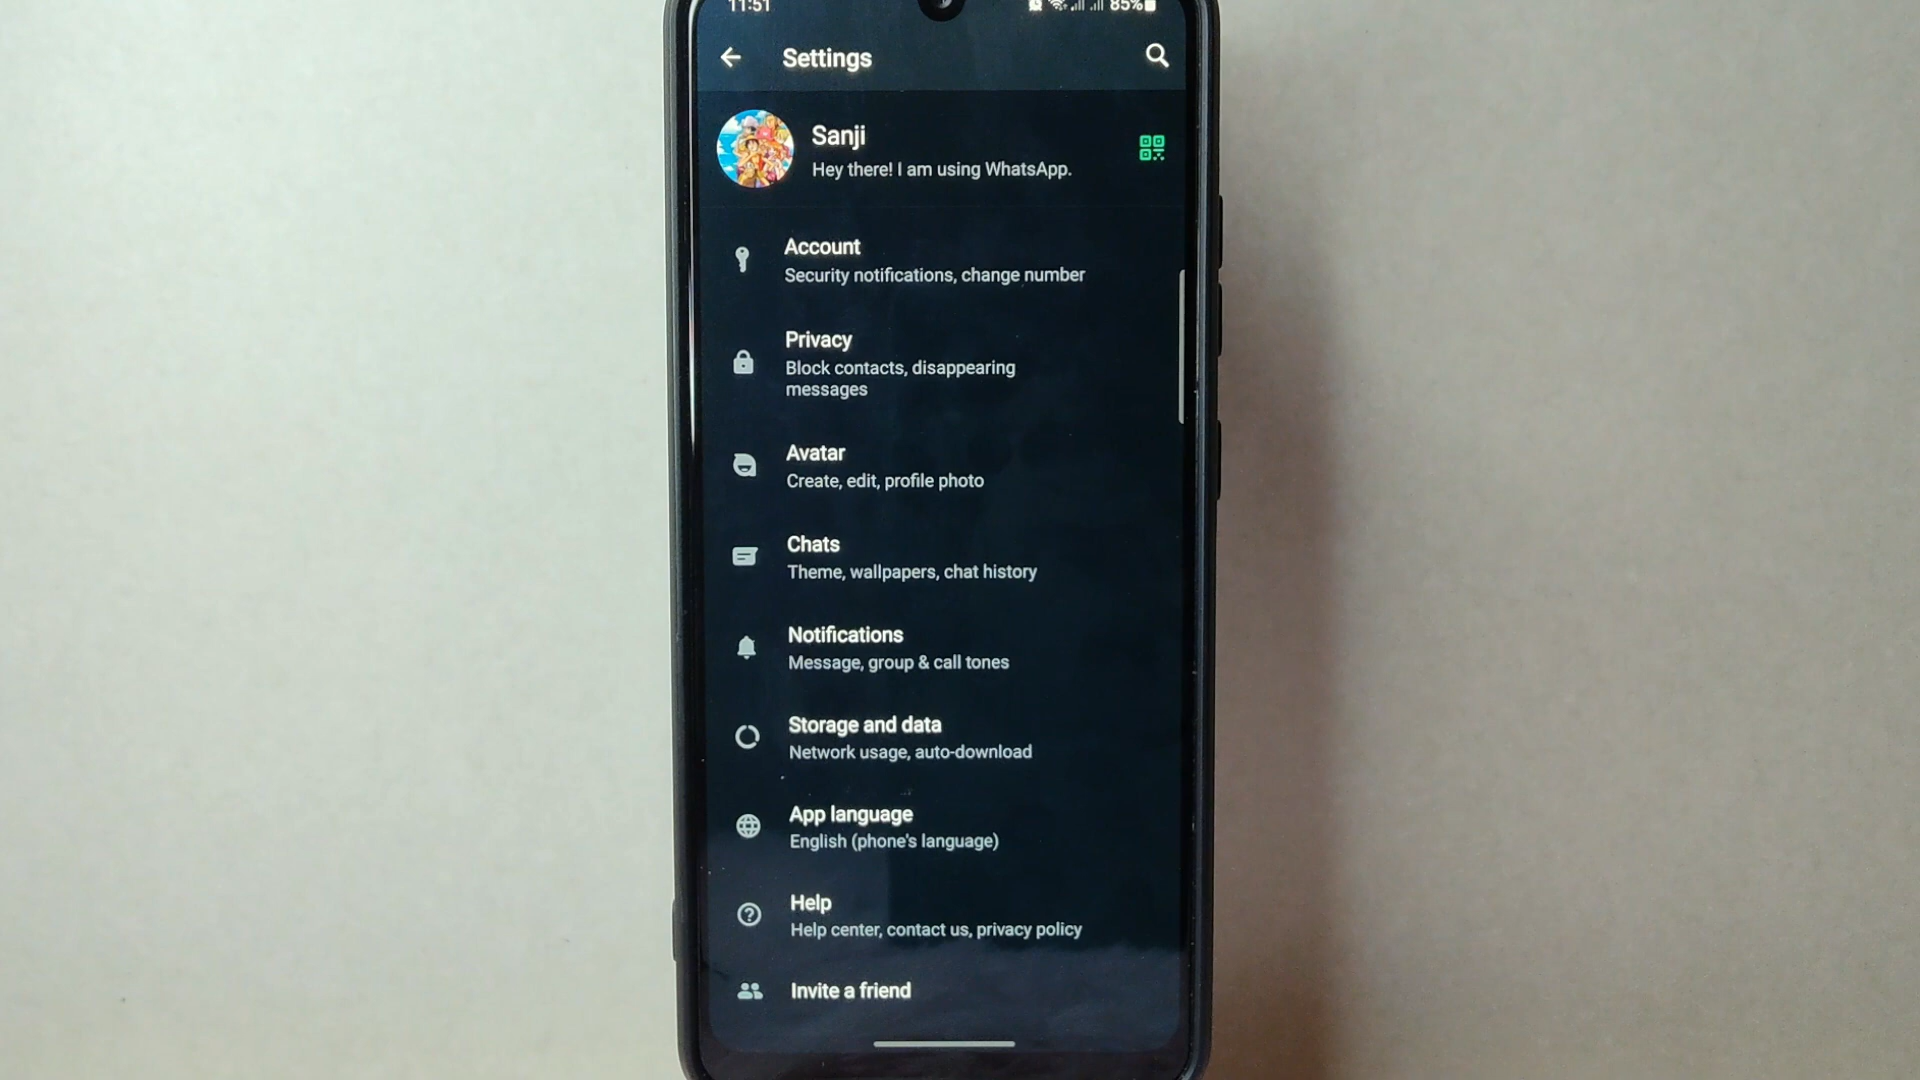 11:51
85%
Settings
Sanji
Hey there! I am using WhatsApp.
Account
Security notifications, change number
Privacy
Block contacts, disappearing
messages
Avatar
Create, edit, profile photo
Chats
Theme, wallpapers, chat history
Notifications
Message, group & call tones
Storage and data
Network usage, auto-download
App language
English (phone's language)
Help
Help center, contact us, privacy policy
Invite a friend